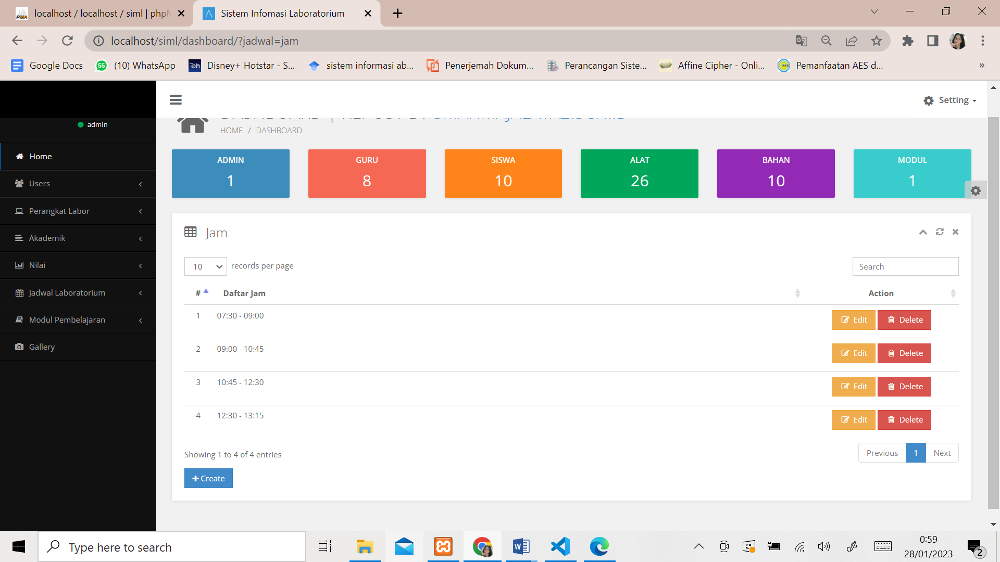 localhost / localhost / siml | phpM
Sistem Infomasi Laboratorium
localhost/siml/dashboard/?jadwal=jam
Google Docs
(10) WhatsApp
Disney+ Hotstar - S...
sistem informasi ab...
Penerjemah Dokum...
Perancangan Siste...
Affine Cipher - Onli...
Pemanfaatan AES d...
»
Setting
admin
HOME / DASHBOARD
Home
Users
Perangkat Labor
Akademik
Nilai
Jadwal Laboratorium
Modul Pembelajaran
Gallery
ADMIN
1
GURU
8
SISWA
10
ALAT
26
BAHAN
10
MODUL
1
Jam
10 records per page
Search
# Daftar Jam Action
1 07:30 - 09:00 Edit Delete
2 09:00 - 10:45 Edit Delete
3 10:45 - 12:30 Edit Delete
4 12:30 - 13:15 Edit Delete
Showing 1 to 4 of 4 entries
Previous 1 Next
+ Create
Type here to search
0:59
28/01/2023
2